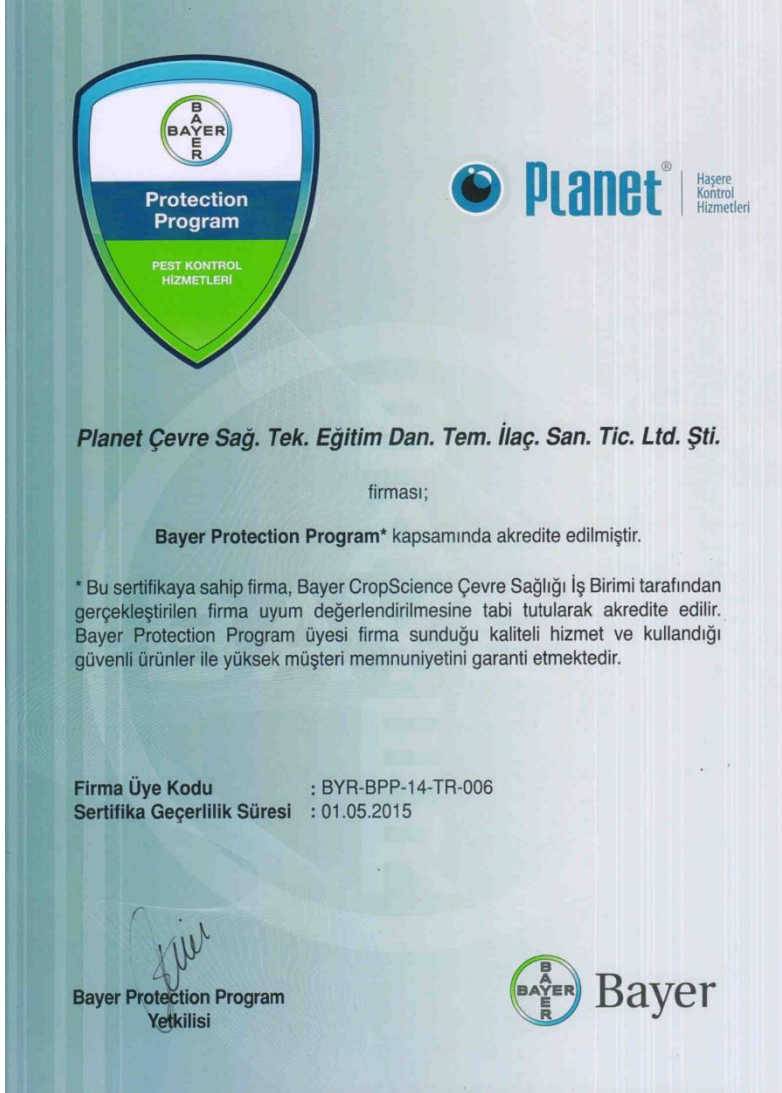 BAYER
BAYER
Protection
Program
PEST KONTROL
HİZMETLERİ
Planet®
Haşere
Kontrol
Hizmetleri
Planet Çevre Sağ. Tek. Eğitim Dan. Tem. İlaç. San. Tic. Ltd. Şti.
firması;
Bayer Protection Program* kapsamında akredite edilmiştir.
* Bu sertifikaya sahip firma, Bayer CropScience Çevre Sağlığı İş Birimi tarafından
gerçekleştirilen firma uyum değerlendirilmesine tabi tutularak akredite edilir.
Bayer Protection Program üyesi firma sunduğu kaliteli hizmet ve kullandığı
güvenli ürünler ile yüksek müşteri memnuniyetini garanti etmektedir.
Firma Üye Kodu : BYR-BPP-14-TR-006
Sertifika Geçerlilik Süresi : 01.05.2015
Bayer Protection Program
Yetkilisi
BAYER
BAYER
Bayer